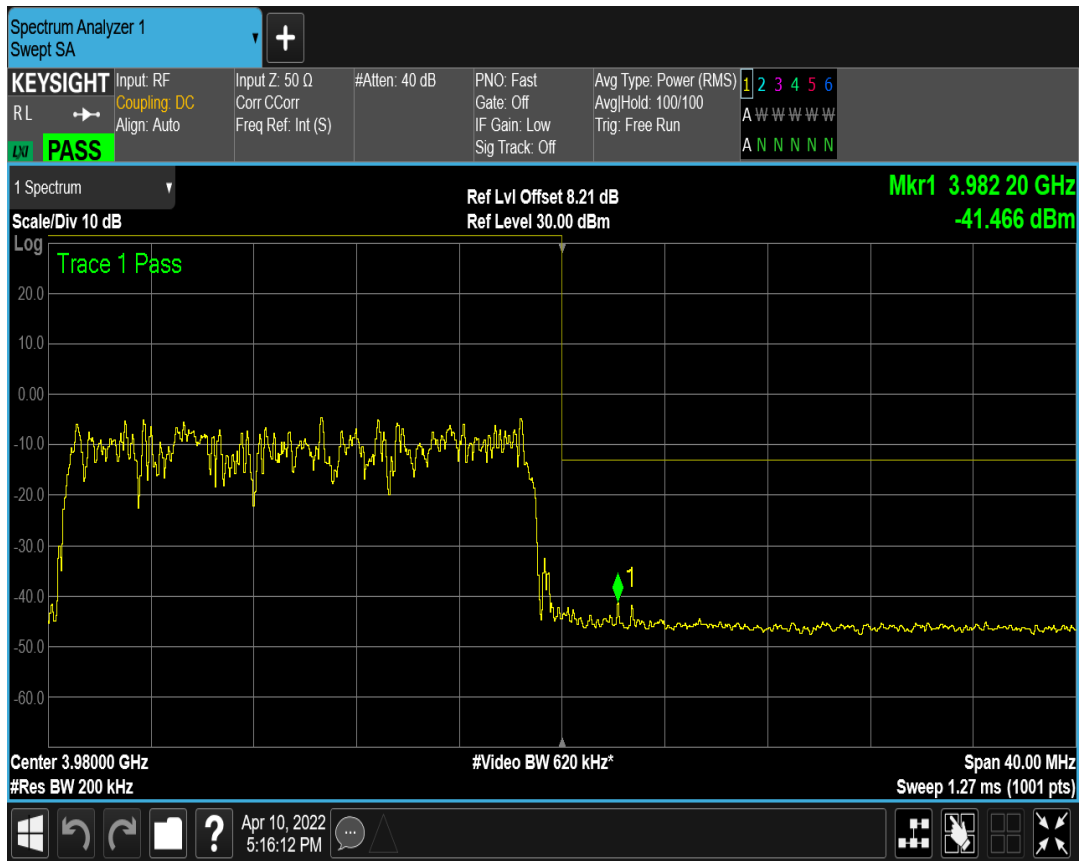 Spectrum Analyzer 1
Swept SA
+
KEYSIGHT
RL
LXI PASS
Input: RF
Coupling: DC
Align: Auto
Input Z: 50 Ω
Corr CCorr
Freq Ref: Int (S)
#Atten: 40 dB
PNO: Fast
Gate: Off
IF Gain: Low
Sig Track: Off
Avg Type: Power (RMS)
Avg|Hold: 100/100
Trig: Free Run
1 2 3 4 5 6
A W W W W W
A N N N N N
1 Spectrum
Scale/Div 10 dB
Ref Lvl Offset 8.21 dB
Ref Level 30.00 dBm
Mkr1 3.982 20 GHz
-41.466 dBm
Log
Trace 1 Pass
20.0
10.0
0.00
-10.0
-20.0
-30.0
-40.0
-50.0
-60.0
1
Center 3.98000 GHz
#Res BW 200 kHz
#Video BW 620 kHz*
Span 40.00 MHz
Sweep 1.27 ms (1001 pts)
?
Apr 10, 2022
5:16:12 PM